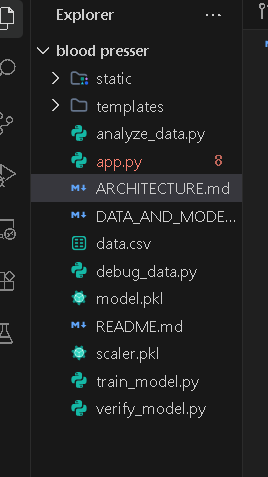 Explorer ...
blood presser
static
templates
analyze_data.py
app.py 8
ARCHITECTURE.md
DATA_AND_MODE...
data.csv
debug_data.py
model.pkl
README.md
scaler.pkl
train_model.py
verify_model.py